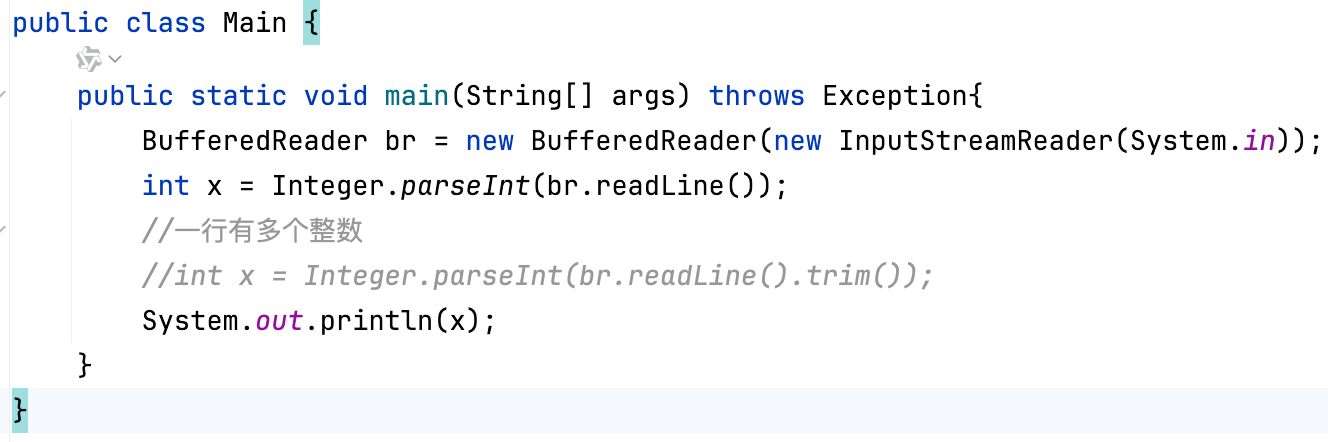 public class Main {
public static void main(String[] args) throws Exception{
BufferedReader br = new BufferedReader(new InputStreamReader(System.in));
int x = Integer.parseInt(br.readLine());
//一行有多个整数
//int x = Integer.parseInt(br.readLine().trim());
System.out.println(x);
}
}